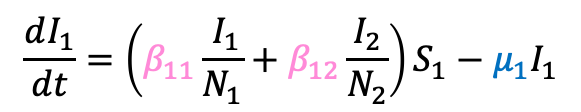 dI₁/dt = (β₁₁ I₁/N₁ + β₁₂ I₂/N₂) S₁ − μ₁I₁